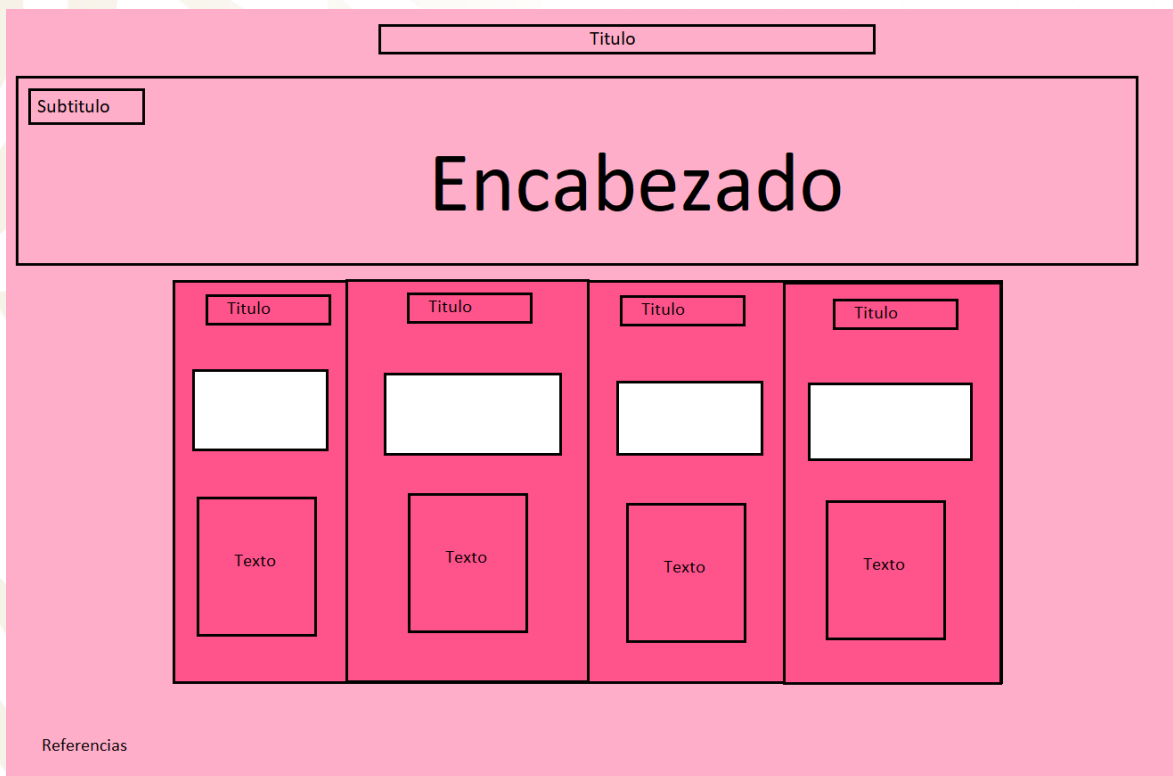 Titulo
Subtitulo
Encabezado
Titulo
Titulo
Titulo
Titulo
Texto
Texto
Texto
Texto
Referencias